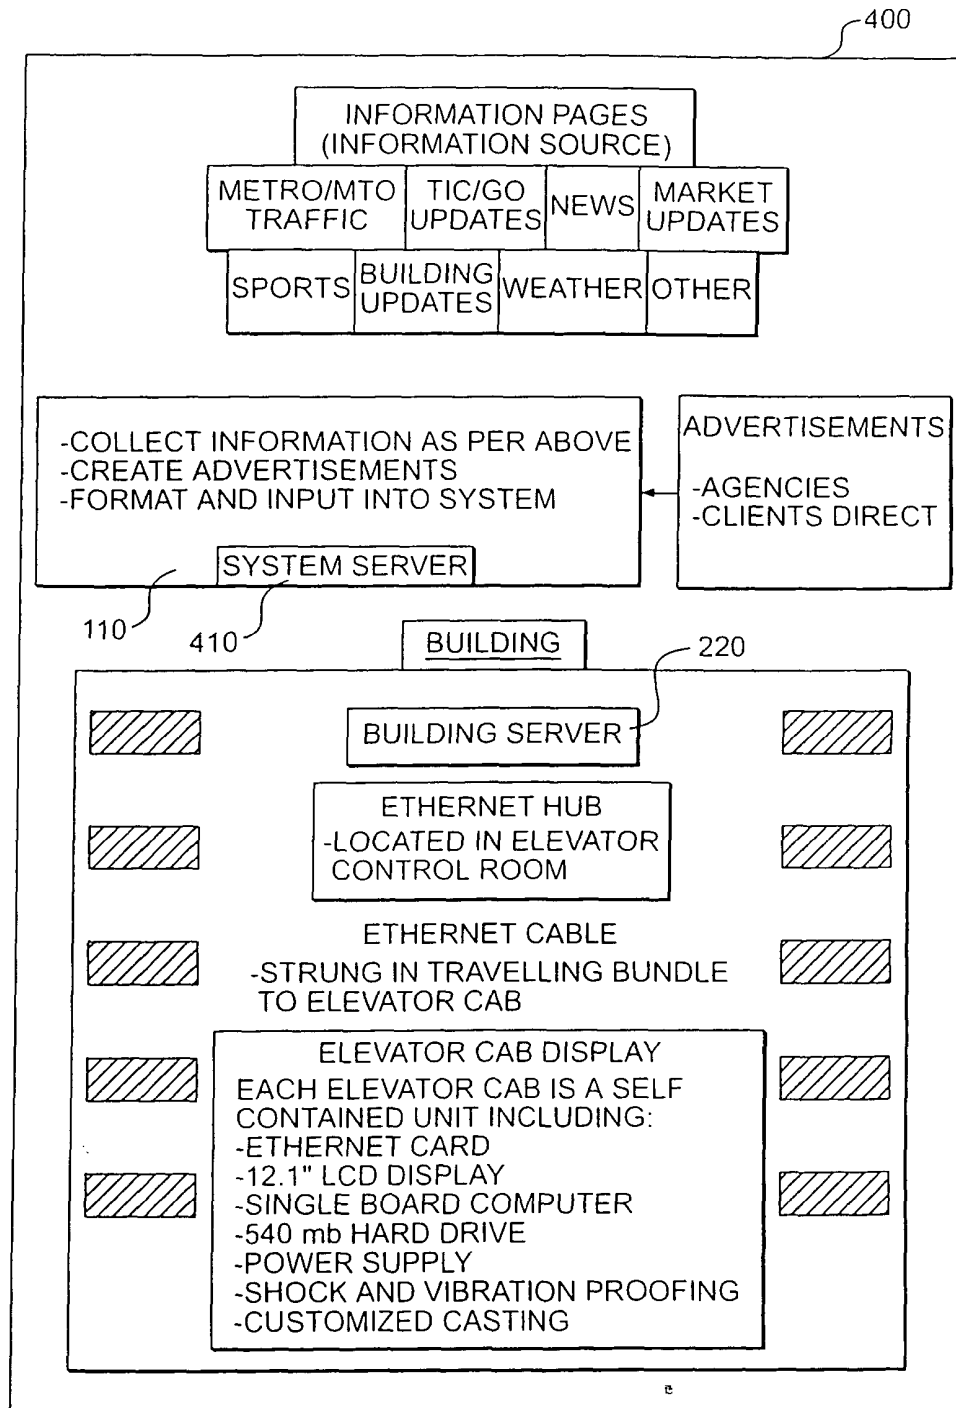 400
INFORMATION PAGES
(INFORMATION SOURCE)
METRO/MTO TRAFFIC
TIC/GO UPDATES
NEWS
MARKET UPDATES
SPORTS
BUILDING UPDATES
WEATHER
OTHER
-COLLECT INFORMATION AS PER ABOVE
-CREATE ADVERTISEMENTS
-FORMAT AND INPUT INTO SYSTEM
SYSTEM SERVER
ADVERTISEMENTS
-AGENCIES
-CLIENTS DIRECT
110
410
BUILDING
220
BUILDING SERVER
ETHERNET HUB
-LOCATED IN ELEVATOR
CONTROL ROOM
ETHERNET CABLE
-STRUNG IN TRAVELLING BUNDLE
TO ELEVATOR CAB
ELEVATOR CAB DISPLAY
EACH ELEVATOR CAB IS A SELF
CONTAINED UNIT INCLUDING:
-ETHERNET CARD
-12.1" LCD DISPLAY
-SINGLE BOARD COMPUTER
-540 mb HARD DRIVE
-POWER SUPPLY
-SHOCK AND VIBRATION PROOFING
-CUSTOMIZED CASTING